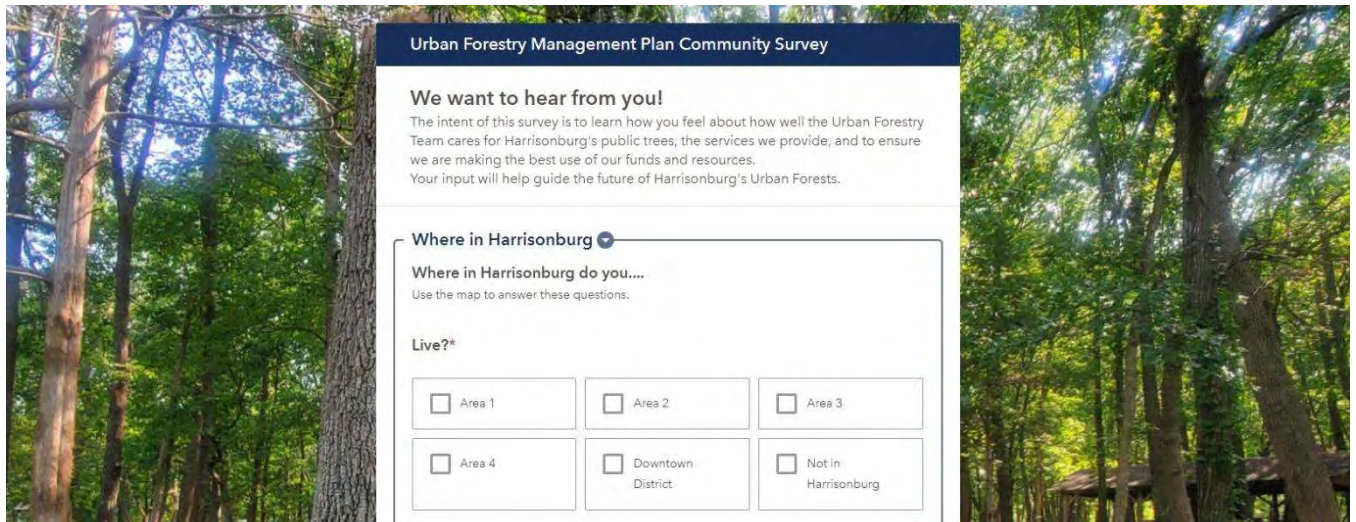 Urban Forestry Management Plan Community Survey
We want to hear from you!
The intent of this survey is to learn how you feel about how well the Urban Forestry
Team cares for Harrisonburg's public trees, the services we provide, and to ensure
we are making the best use of our funds and resources.
Your input will help guide the future of Harrisonburg's Urban Forests.
Where in Harrisonburg
Where in Harrisonburg do you....
Use the map to answer these questions.
Live?*
Area 1
Area 2
Area 3
Area 4
Downtown
District
Not in
Harrisonburg